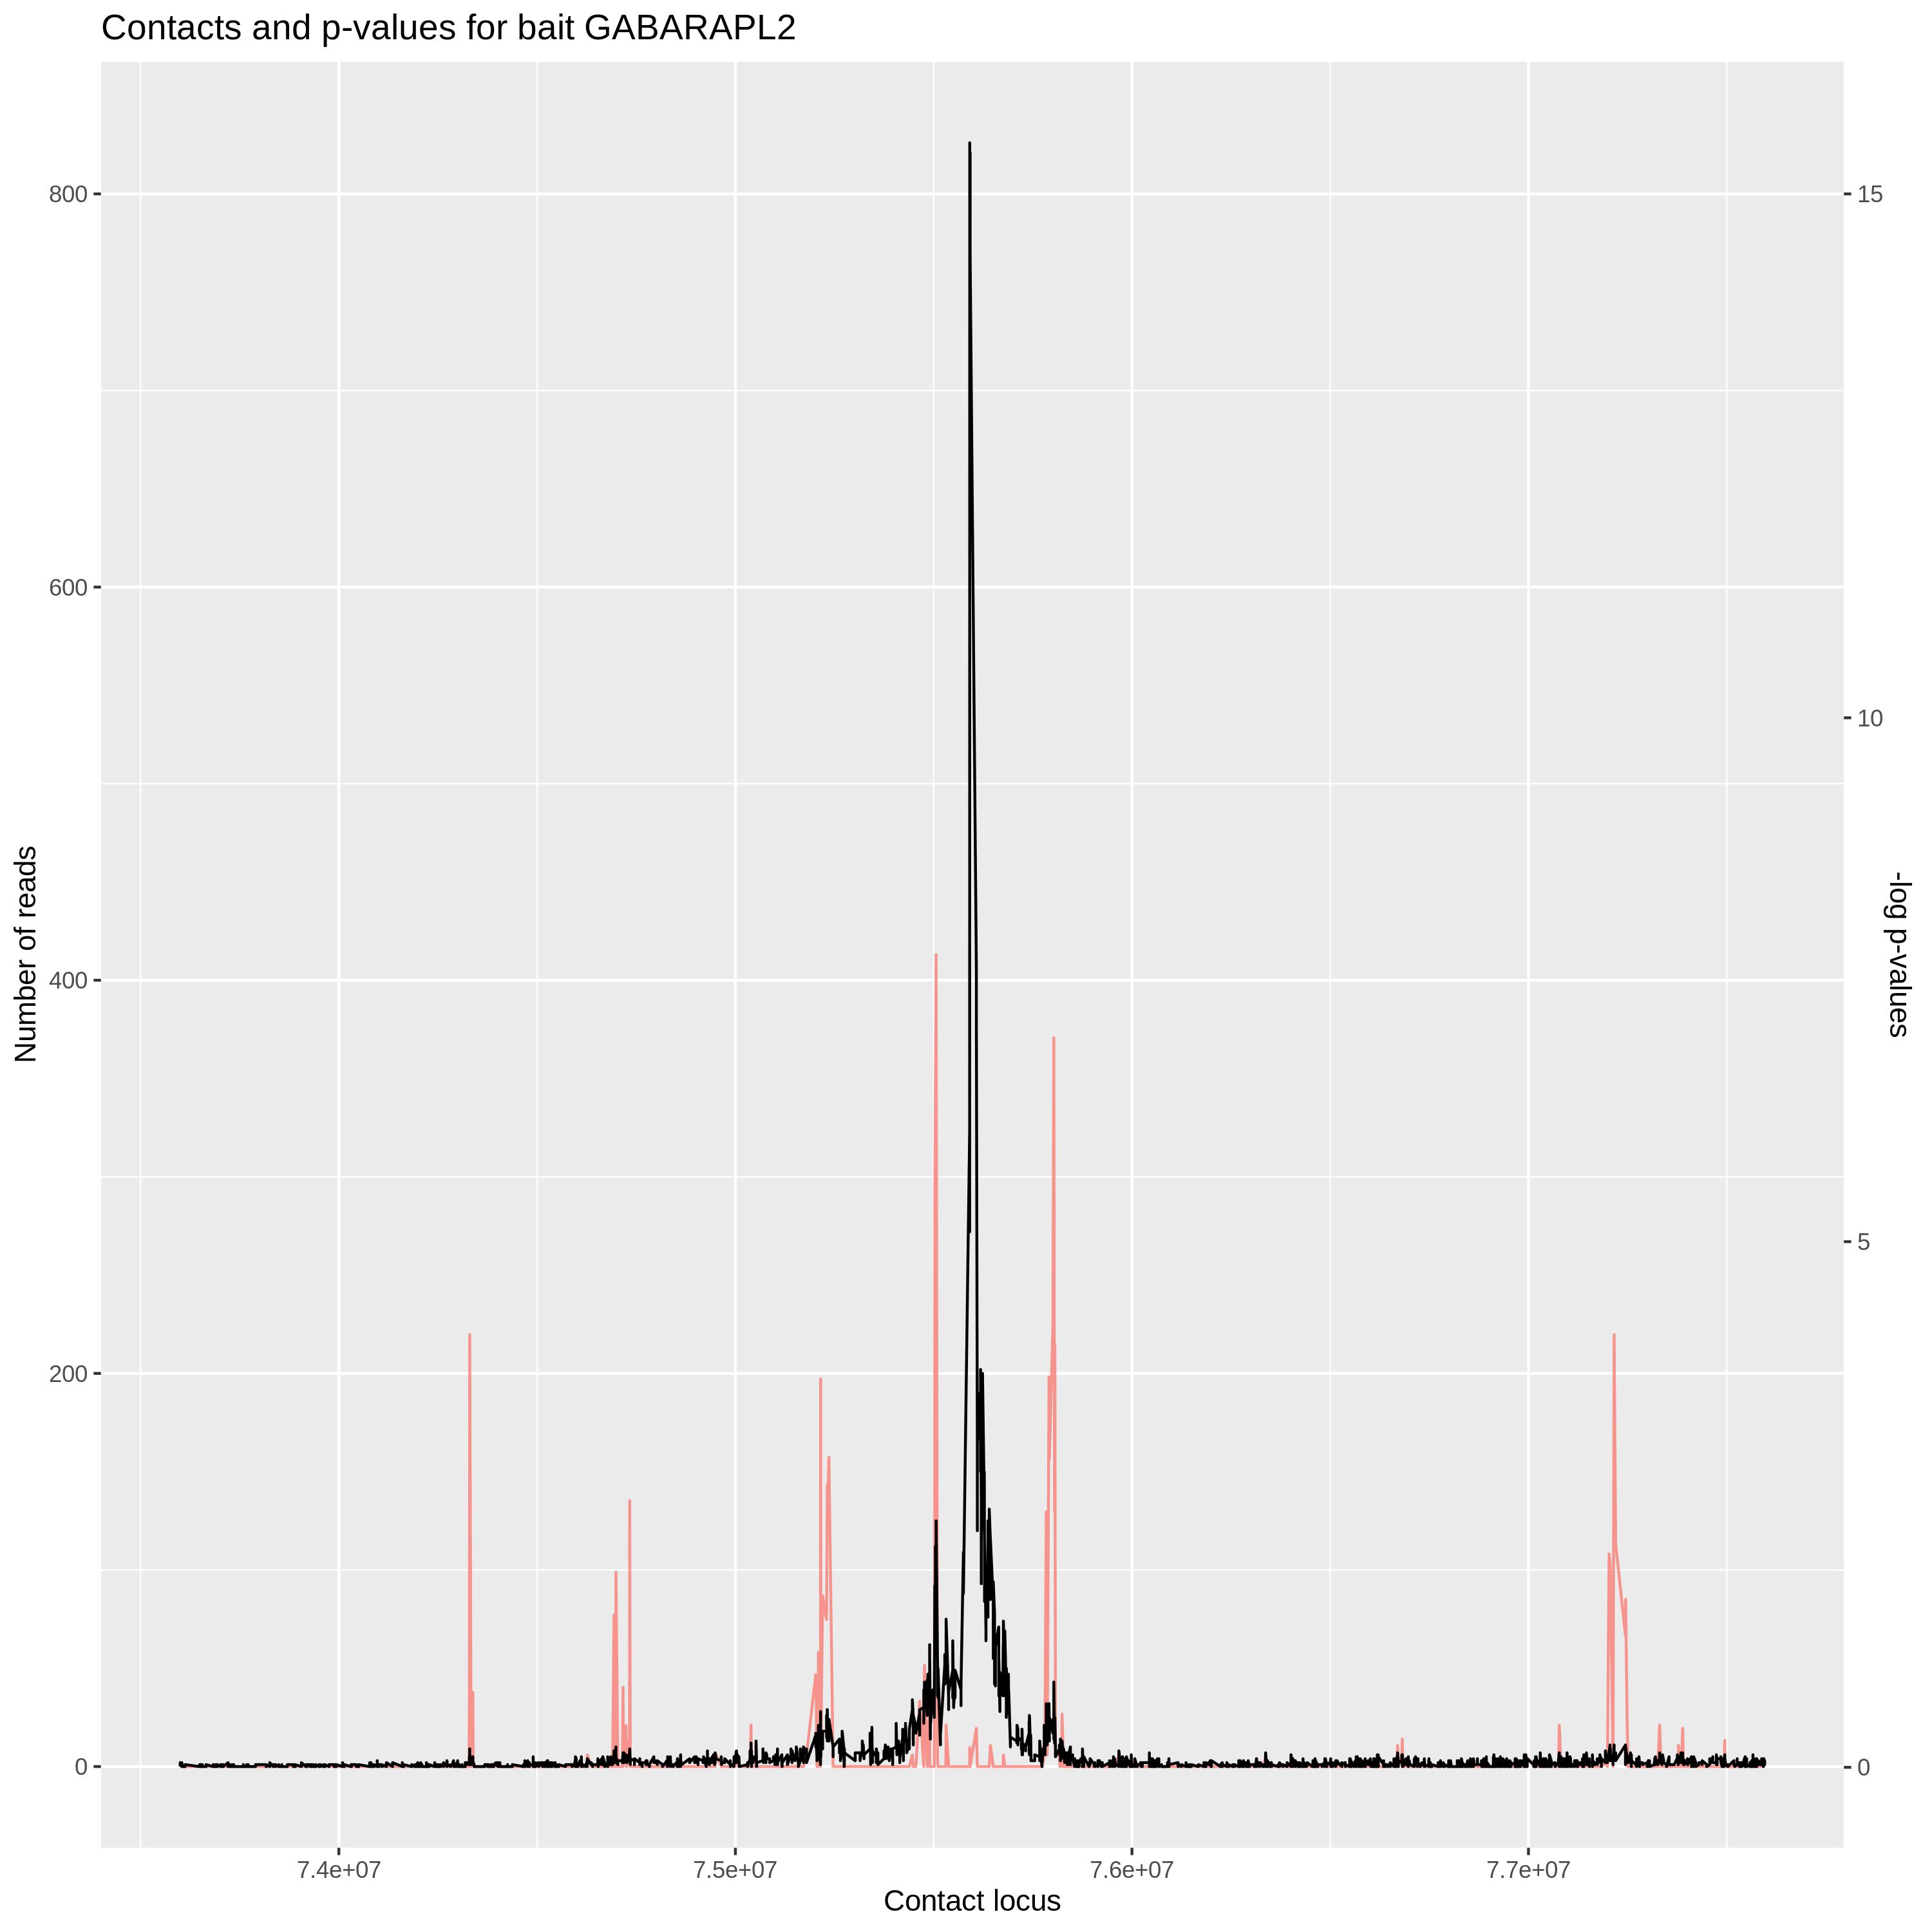 Contacts and p-values for bait GABARAPL2
Number of reads
800
600
400
200
0
15
10
5
0
-log p-values
7.4e+07
7.5e+07
7.6e+07
7.7e+07
Contact locus